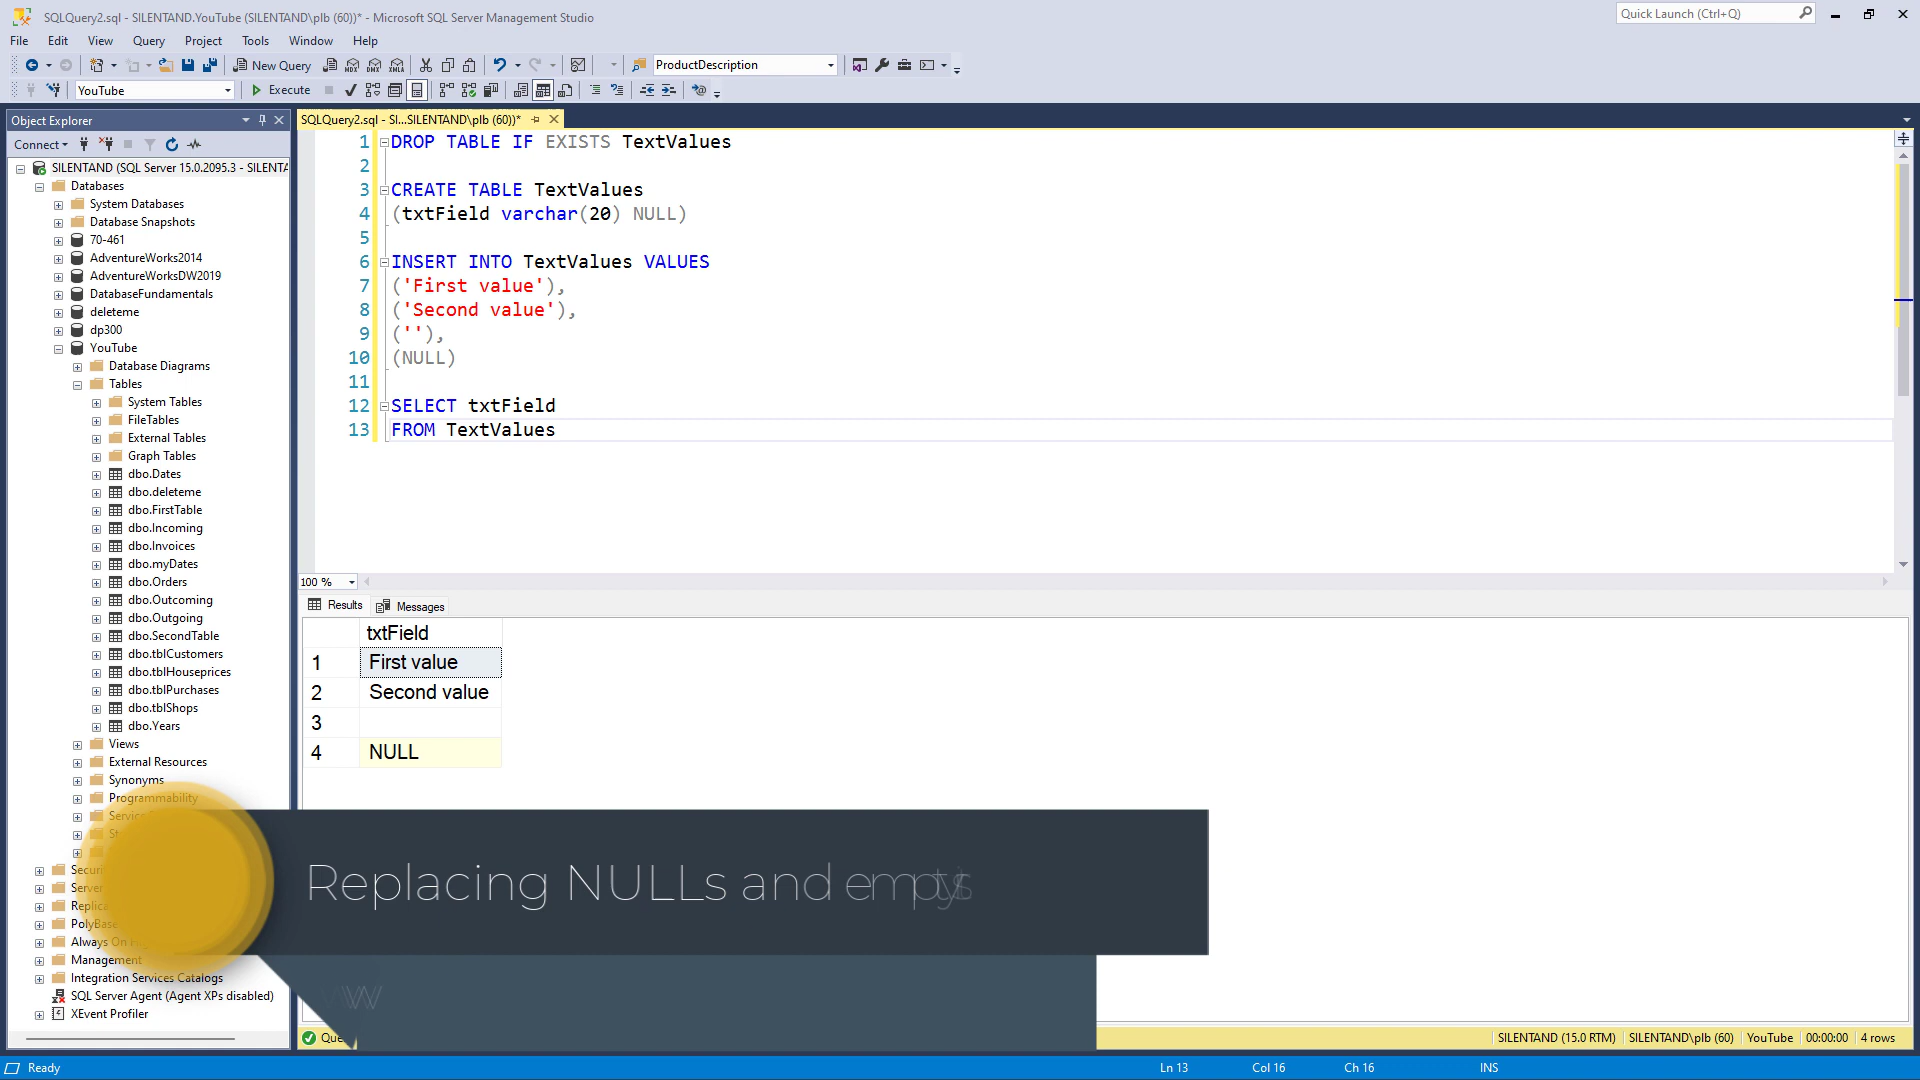 SQLQuery2.sql - SILENTAND.YouTube (SILENTAND\plb (60))* - Microsoft SQL Server Management Studio
Quick Launch (Ctrl+Q)
File Edit View Query Project Tools Window Help
New Query
ProductDescription
YouTube
Execute
Object Explorer
SQLQuery2.sql - SI...SILENTAND\plb (60))*
Connect
SILENTAND (SQL Server 15.0.2095.3 - SILENTA
Databases
System Databases
Database Snapshots
70-461
AdventureWorks2014
AdventureWorksDW2019
DatabaseFundamentals
deleteme
dp300
YouTube
Database Diagrams
Tables
System Tables
FileTables
External Tables
Graph Tables
dbo.Dates
dbo.deleteme
dbo.FirstTable
dbo.Incoming
dbo.Invoices
dbo.myDates
dbo.Orders
dbo.Outcoming
dbo.Outgoing
dbo.SecondTable
dbo.tblCustomers
dbo.tblHouseprices
dbo.tblPurchases
dbo.tblShops
dbo.Years
Views
External Resources
Synonyms
Programmability
Management
Integration Services Catalogs
SQL Server Agent (Agent XPs disabled)
XEvent Profiler
1 DROP TABLE IF EXISTS TextValues
2
3 CREATE TABLE TextValues
4 (txtField varchar(20) NULL)
5
6 INSERT INTO TextValues VALUES
7 ('First value'),
8 ('Second value'),
9 (''),
10 (NULL)
11
12 SELECT txtField
13 FROM TextValues
100 %
Results Messages
txtField
1 First value
2 Second value
3
4 NULL
Replacing NULLs and emptys
SILENTAND (15.0 RTM) SILENTAND\plb (60) YouTube 00:00:00 4 rows
Ready
Ln 13 Col 16 Ch 16 INS